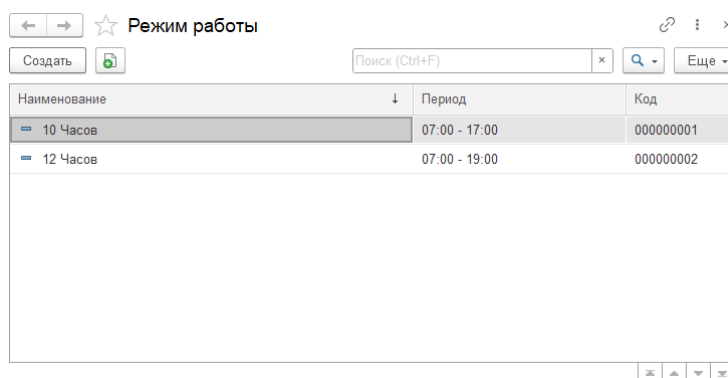 Режим работы
Создать Поиск (Ctrl+F) × Еще
Наименование ↓ Период Код
10 Часов 07:00 - 17:00 000000001
12 Часов 07:00 - 19:00 000000002